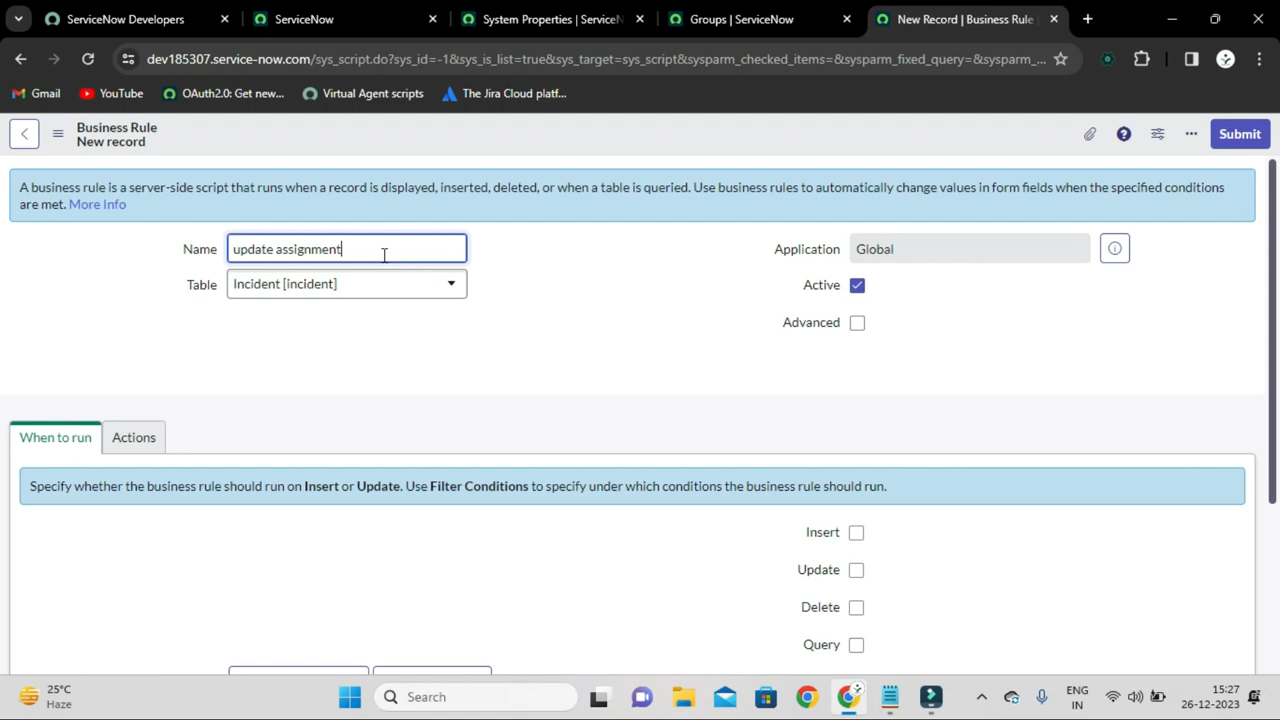 ServiceNow Developers
ServiceNow
System Properties | ServiceN
Groups | ServiceNow
New Record | Business Rule
dev185307.service-now.com/sys_script.do?sys_id=-1&sys_is_list=true&sys_target=sys_script&sysparm_checked_items=&sysparm_fixed_query=&sysparm_...
Gmail
YouTube
OAuth2.0: Get new...
Virtual Agent scripts
The Jira Cloud platf...
Business Rule
New record
Submit
A business rule is a server-side script that runs when a record is displayed, inserted, deleted, or when a table is queried. Use business rules to automatically change values in form fields when the specified conditions
are met. More Info
Name update assignment
Application Global
Table Incident [incident]
Active
Advanced
When to run
Actions
Specify whether the business rule should run on Insert or Update. Use Filter Conditions to specify under which conditions the business rule should run.
Insert
Update
Delete
Query
25°C
Haze
Search
ENG
IN
15:27
26-12-2023